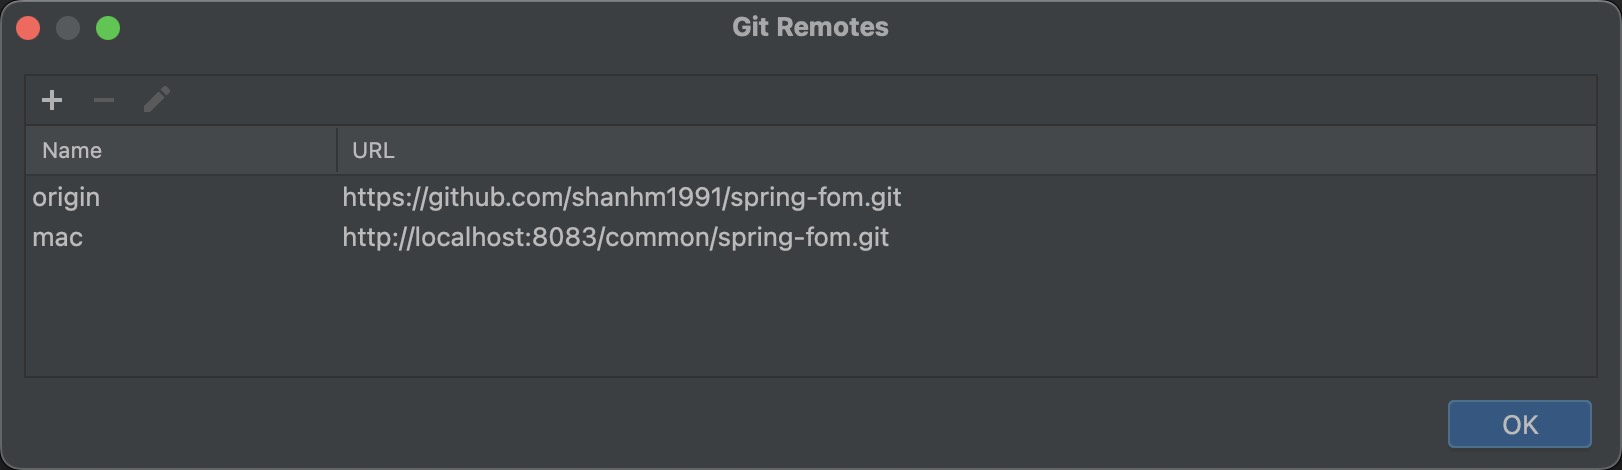 Git Remotes
Name URL
origin https://github.com/shanhm1991/spring-fom.git
mac http://localhost:8083/common/spring-fom.git
OK